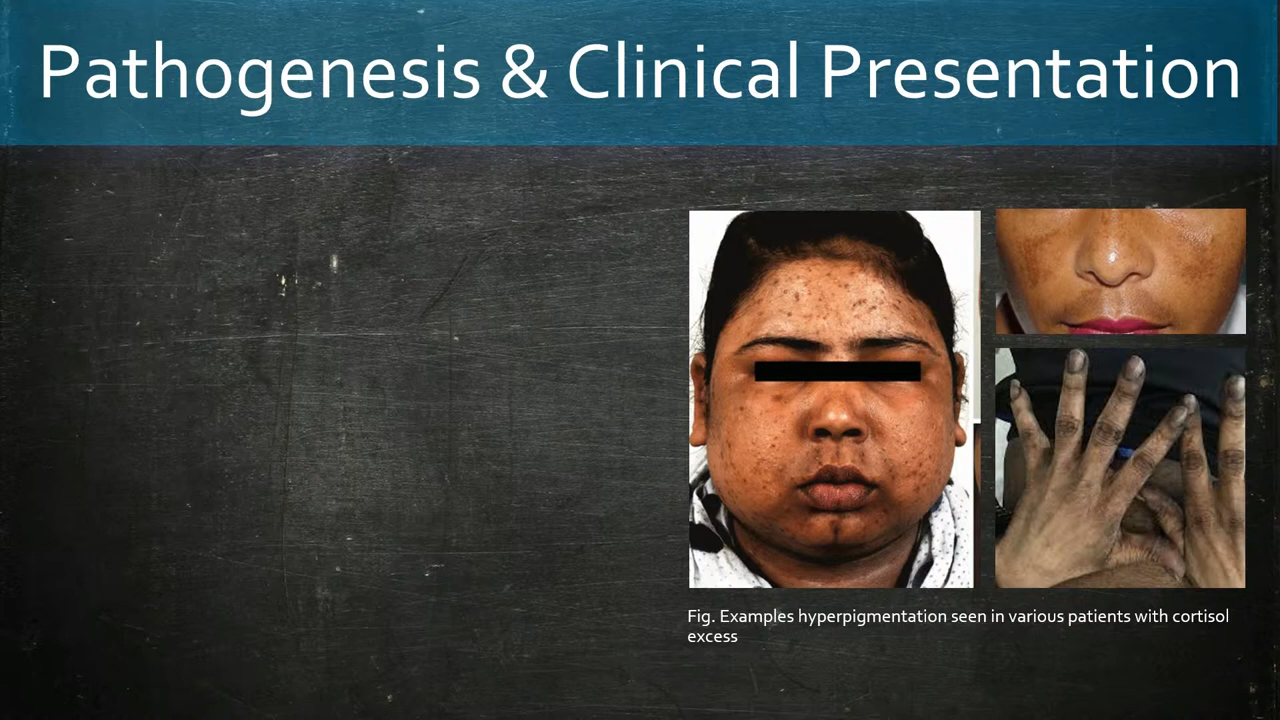 Pathogenesis & Clinical Presentation
Fig. Examples hyperpigmentation seen in various patients with cortisol
excess